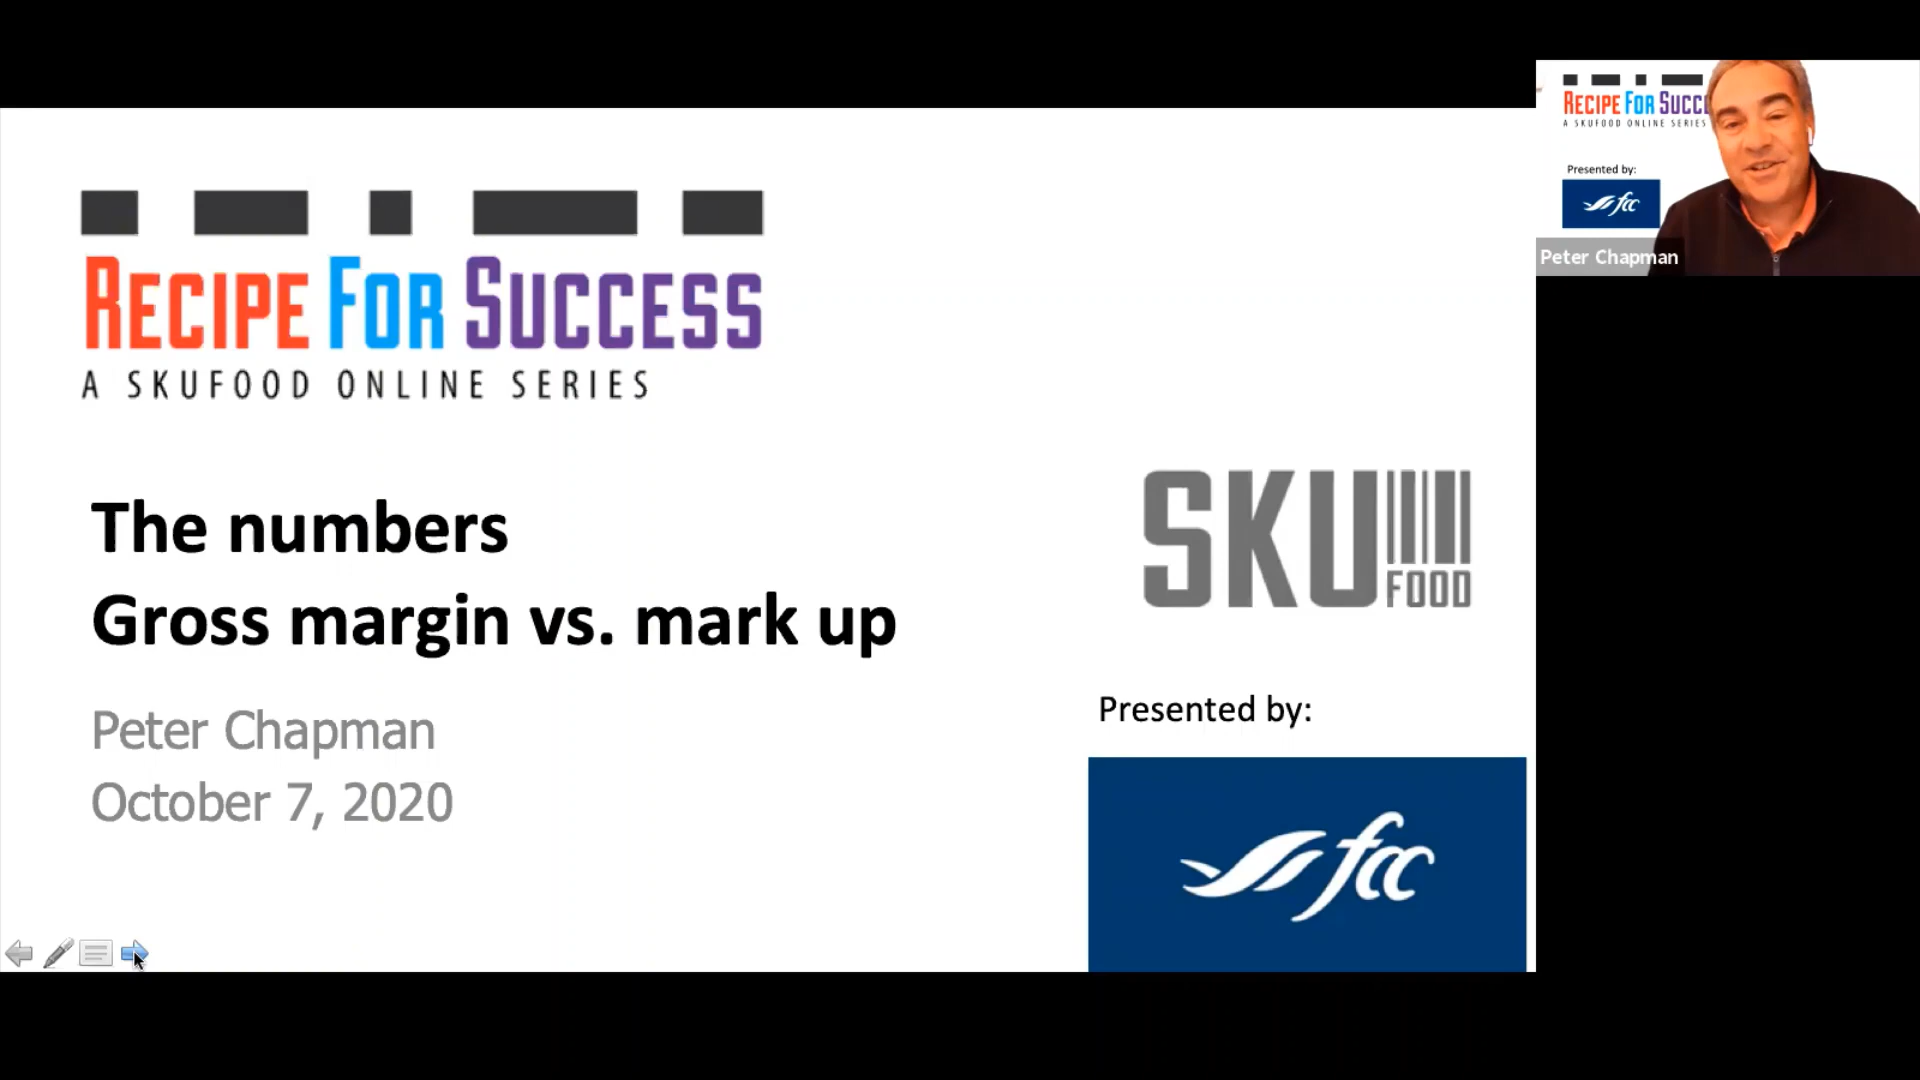 RECIPE FOR SUCCESS
A SKUFOOD ONLINE SERIES
The numbers
Gross margin vs. mark up
Peter Chapman
October 7, 2020
SKU
FOOD
Presented by:
fcc
RECIPE FOR SUCC
A SKUFOOD ONLINE SERIES
Presented by:
fcc
Peter Chapman